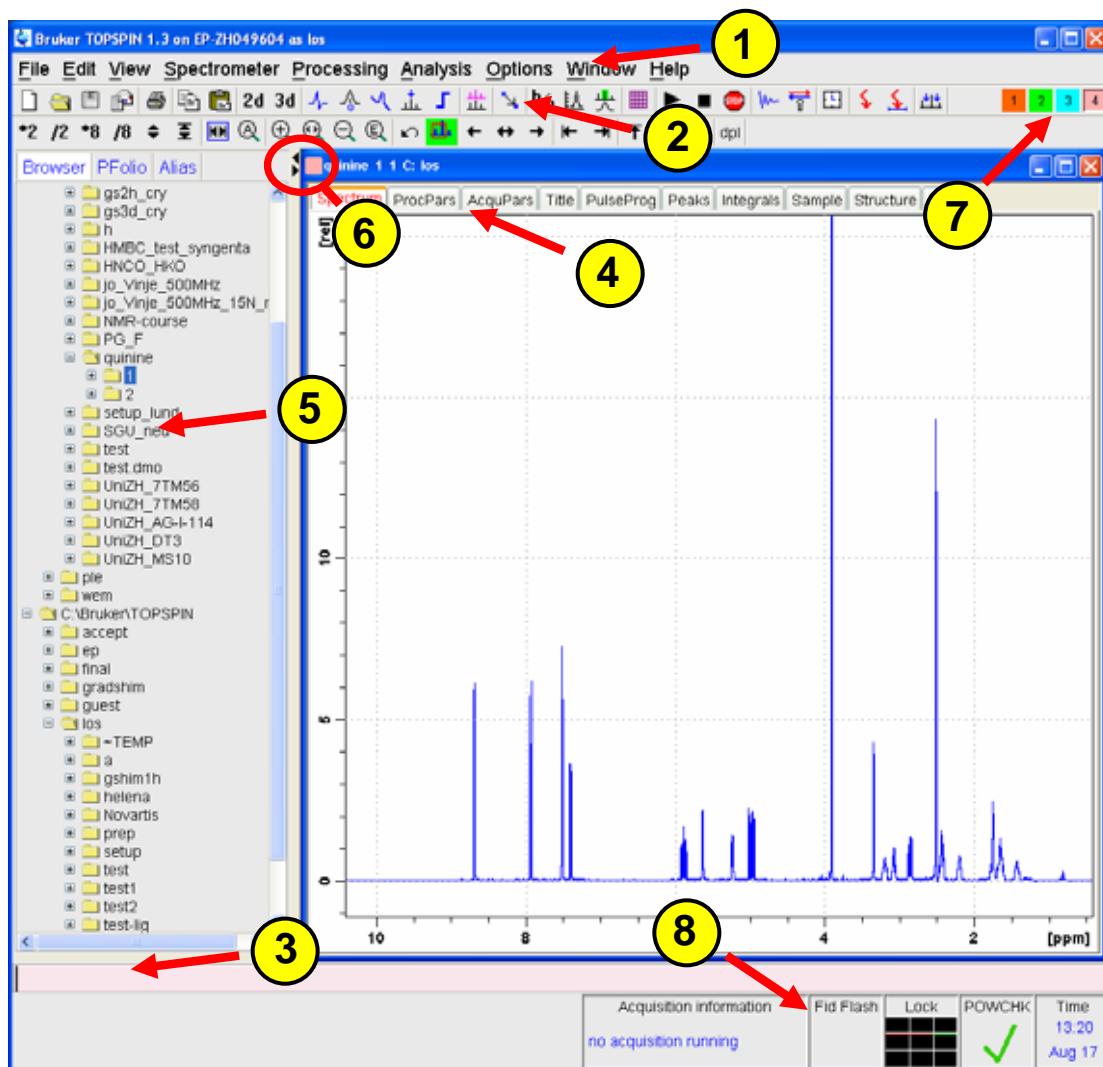 Bruker TOPSPIN 1.3 on EP-ZH049604 as los
1
File Edit View Spectrometer Processing Analysis Options Window Help
2d 3d
1 2 3 4
*2 /2 *8 /8
2
dpl
Browser PFolio Alias
quinine 1 1 C: los
Spectrum ProcPars AcquPars Title PulseProg Peaks Integrals Sample Structure
6
4
7
[rel]
gs2h_cry
gs3d_cry
h
HMBC_test_syngenta
HNCO_HKO
jo_Vinje_500MHz
jo_Vinje_500MHz_15N_r
NMR-course
PG_F
quinine
1
2
setup_lund
5
SGU_neu
test
test.dmo
UniZH_7TM56
UniZH_7TM58
UniZH_AG-I-114
UniZH_DT3
UniZH_MS10
ple
wem
C:\Bruker\TOPSPIN
accept
ep
final
gradshim
guest
los
~TEMP
a
gshim1h
helena
Novartis
prep
setup
test
test1
test2
test-lig
10
5
0
10 8 4 2 [ppm]
3
8
Acquisition information Fid Flash Lock POWCHK Time
no acquisition running
13:20
Aug 17